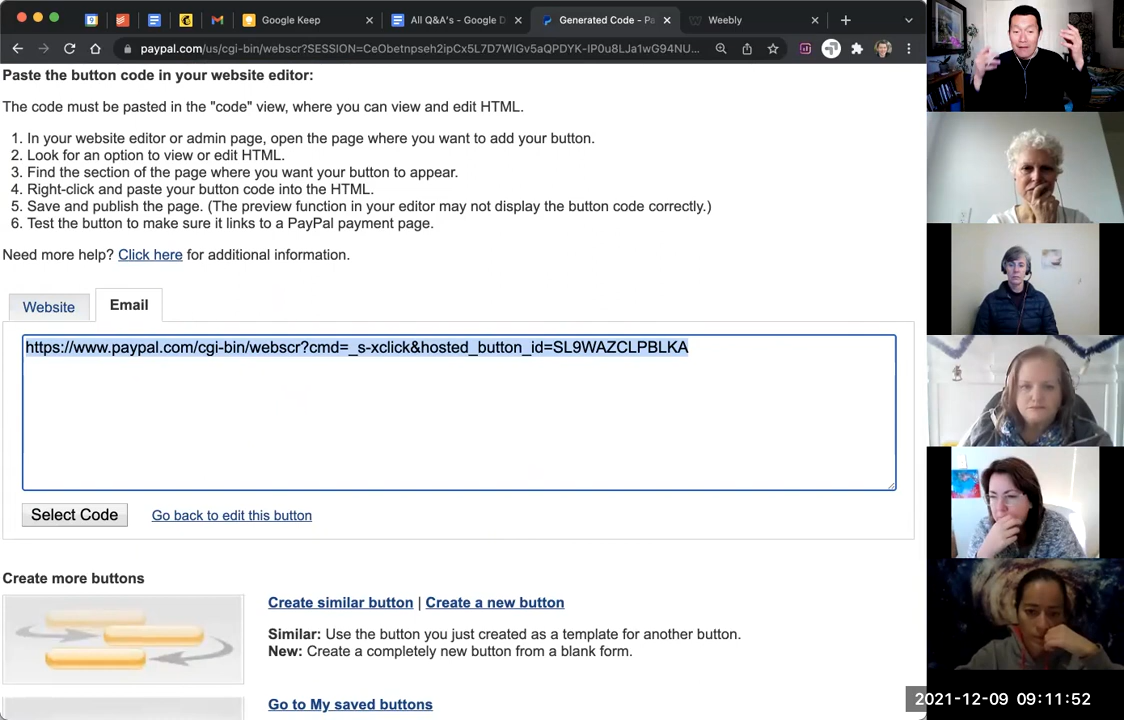 Google Keep
All Q&A's - Google D
Generated Code - Pa
Weebly
paypal.com/us/cgi-bin/webscr?SESSION=CeObetnpseh2ipCx5L7D7WlGv5aQPDYK-IP0u8LJa1wG94NU...
Paste the button code in your website editor:
The code must be pasted in the "code" view, where you can view and edit HTML.
1. In your website editor or admin page, open the page where you want to add your button.
2. Look for an option to view or edit HTML.
3. Find the section of the page where you want your button to appear.
4. Right-click and paste your button code into the HTML.
5. Save and publish the page. (The preview function in your editor may not display the button code correctly.)
6. Test the button to make sure it links to a PayPal payment page.
Need more help? Click here for additional information.
Website
Email
https://www.paypal.com/cgi-bin/webscr?cmd=_s-xclick&hosted_button_id=SL9WAZCLPBLKA
Select Code
Go back to edit this button
Create more buttons
Create similar button | Create a new button
Similar: Use the button you just created as a template for another button.
New: Create a completely new button from a blank form.
Go to My saved buttons
2021-12-09 09:11:52